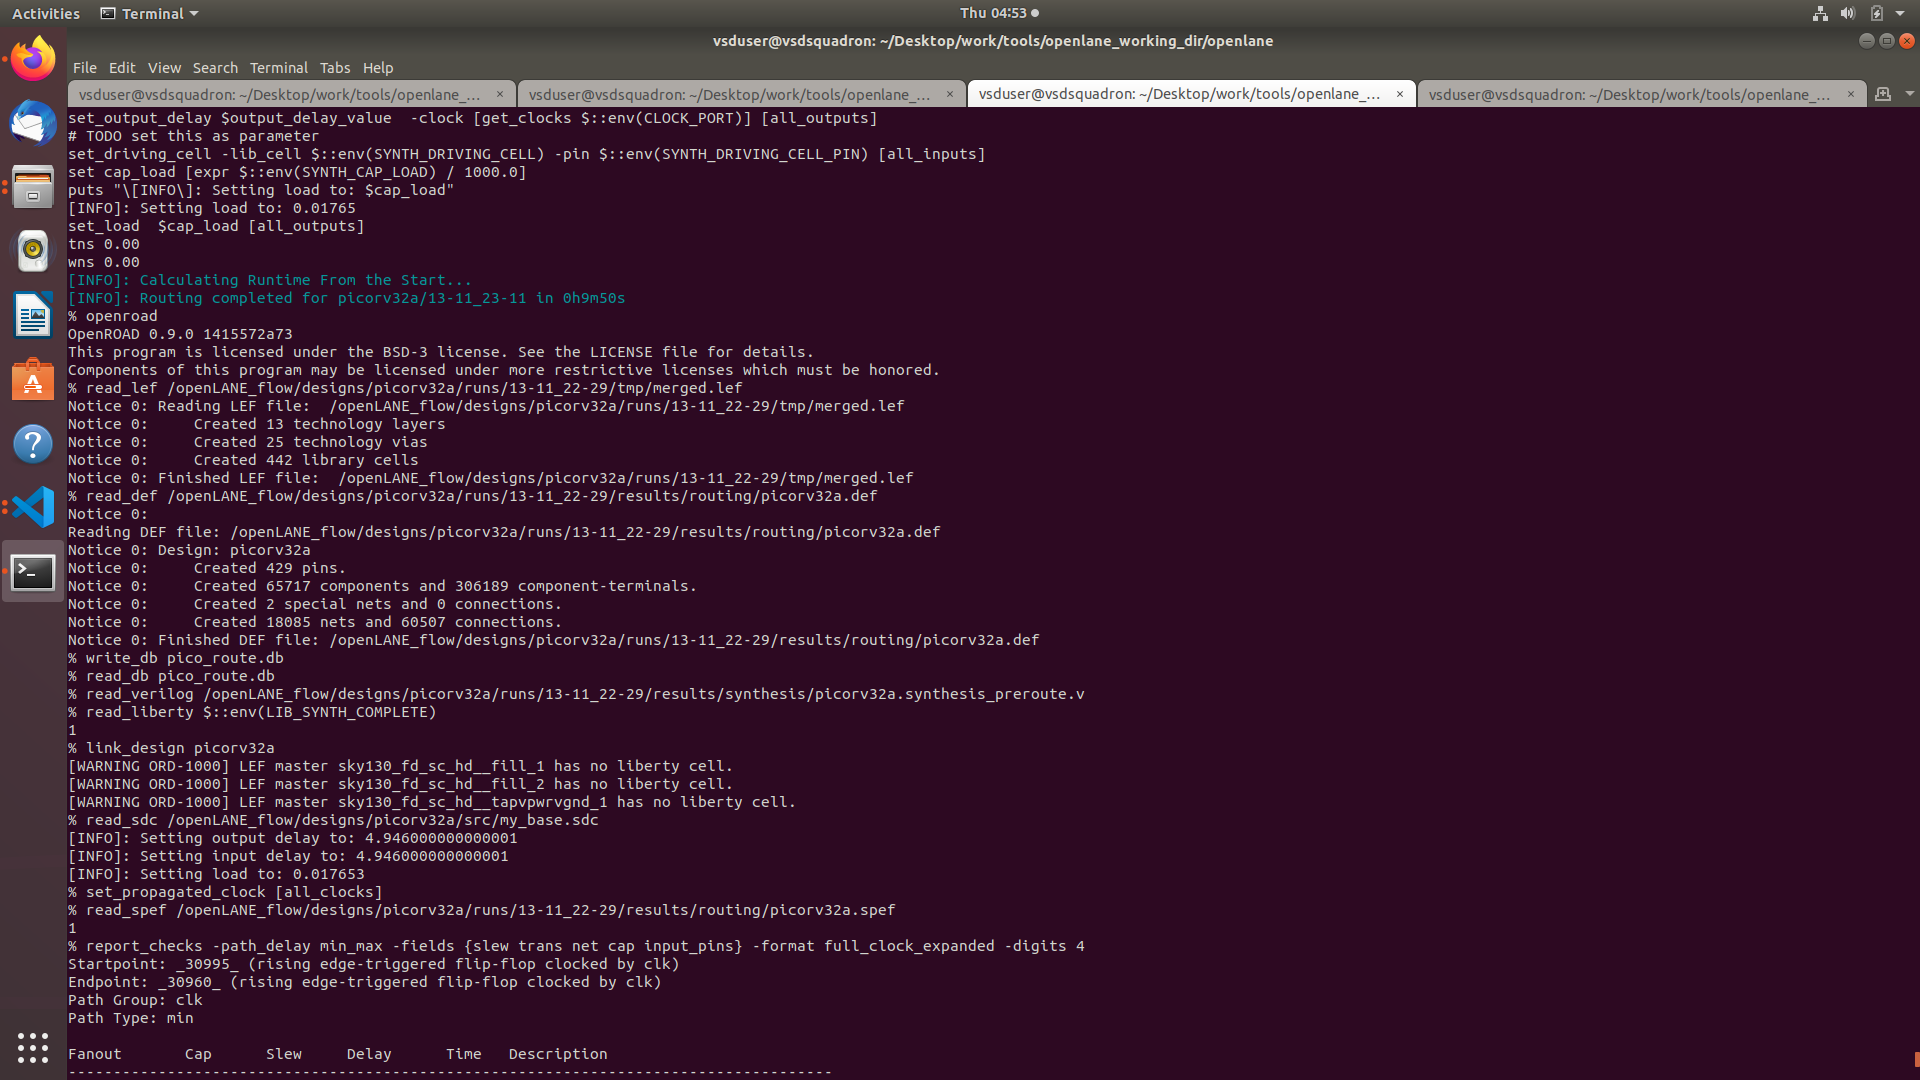 Activities Terminal Thu 04:53
vsduser@vsdsquadron: ~/Desktop/work/tools/openlane_working_dir/openlane
File Edit View Search Terminal Tabs Help
vsduser@vsdsquadron: ~/Desktop/work/tools/openlane_... × vsduser@vsdsquadron: ~/Desktop/work/tools/openlane_... × vsduser@vsdsquadron: ~/Desktop/work/tools/openlane_... × vsduser@vsdsquadron: ~/Desktop/work/tools/openlane_... ×
set_output_delay $output_delay_value  -clock [get_clocks $::env(CLOCK_PORT)] [all_outputs]
# TODO set this as parameter
set_driving_cell -lib_cell $::env(SYNTH_DRIVING_CELL) -pin $::env(SYNTH_DRIVING_CELL_PIN) [all_inputs]
set cap_load [expr $::env(SYNTH_CAP_LOAD) / 1000.0]
puts "\[INFO\]: Setting load to: $cap_load"
[INFO]: Setting load to: 0.01765
set_load  $cap_load [all_outputs]
tns 0.00
wns 0.00
[INFO]: Calculating Runtime From the Start...
[INFO]: Routing completed for picorv32a/13-11_23-11 in 0h9m50s
% openroad
OpenROAD 0.9.0 1415572a73
This program is licensed under the BSD-3 license. See the LICENSE file for details.
Components of this program may be licensed under more restrictive licenses which must be honored.
% read_lef /openLANE_flow/designs/picorv32a/runs/13-11_22-29/tmp/merged.lef
Notice 0: Reading LEF file:  /openLANE_flow/designs/picorv32a/runs/13-11_22-29/tmp/merged.lef
Notice 0:     Created 13 technology layers
Notice 0:     Created 25 technology vias
Notice 0:     Created 442 library cells
Notice 0: Finished LEF file:  /openLANE_flow/designs/picorv32a/runs/13-11_22-29/tmp/merged.lef
% read_def /openLANE_flow/designs/picorv32a/runs/13-11_22-29/results/routing/picorv32a.def
Notice 0:
Reading DEF file: /openLANE_flow/designs/picorv32a/runs/13-11_22-29/results/routing/picorv32a.def
Notice 0: Design: picorv32a
Notice 0:     Created 429 pins.
Notice 0:     Created 65717 components and 306189 component-terminals.
Notice 0:     Created 2 special nets and 0 connections.
Notice 0:     Created 18085 nets and 60507 connections.
Notice 0: Finished DEF file: /openLANE_flow/designs/picorv32a/runs/13-11_22-29/results/routing/picorv32a.def
% write_db pico_route.db
% read_db pico_route.db
% read_verilog /openLANE_flow/designs/picorv32a/runs/13-11_22-29/results/synthesis/picorv32a.synthesis_preroute.v
% read_liberty $::env(LIB_SYNTH_COMPLETE)
1
% link_design picorv32a
[WARNING ORD-1000] LEF master sky130_fd_sc_hd__fill_1 has no liberty cell.
[WARNING ORD-1000] LEF master sky130_fd_sc_hd__fill_2 has no liberty cell.
[WARNING ORD-1000] LEF master sky130_fd_sc_hd__tapvpwrvgnd_1 has no liberty cell.
% read_sdc /openLANE_flow/designs/picorv32a/src/my_base.sdc
[INFO]: Setting output delay to: 4.946000000000001
[INFO]: Setting input delay to: 4.946000000000001
[INFO]: Setting load to: 0.017653
% set_propagated_clock [all_clocks]
% read_spef /openLANE_flow/designs/picorv32a/runs/13-11_22-29/results/routing/picorv32a.spef
1
% report_checks -path_delay min_max -fields {slew trans net cap input_pins} -format full_clock_expanded -digits 4
Startpoint: _30995_ (rising edge-triggered flip-flop clocked by clk)
Endpoint: _30960_ (rising edge-triggered flip-flop clocked by clk)
Path Group: clk
Path Type: min
Fanout       Cap      Slew     Delay      Time   Description
-------------------------------------------------------------------------------------